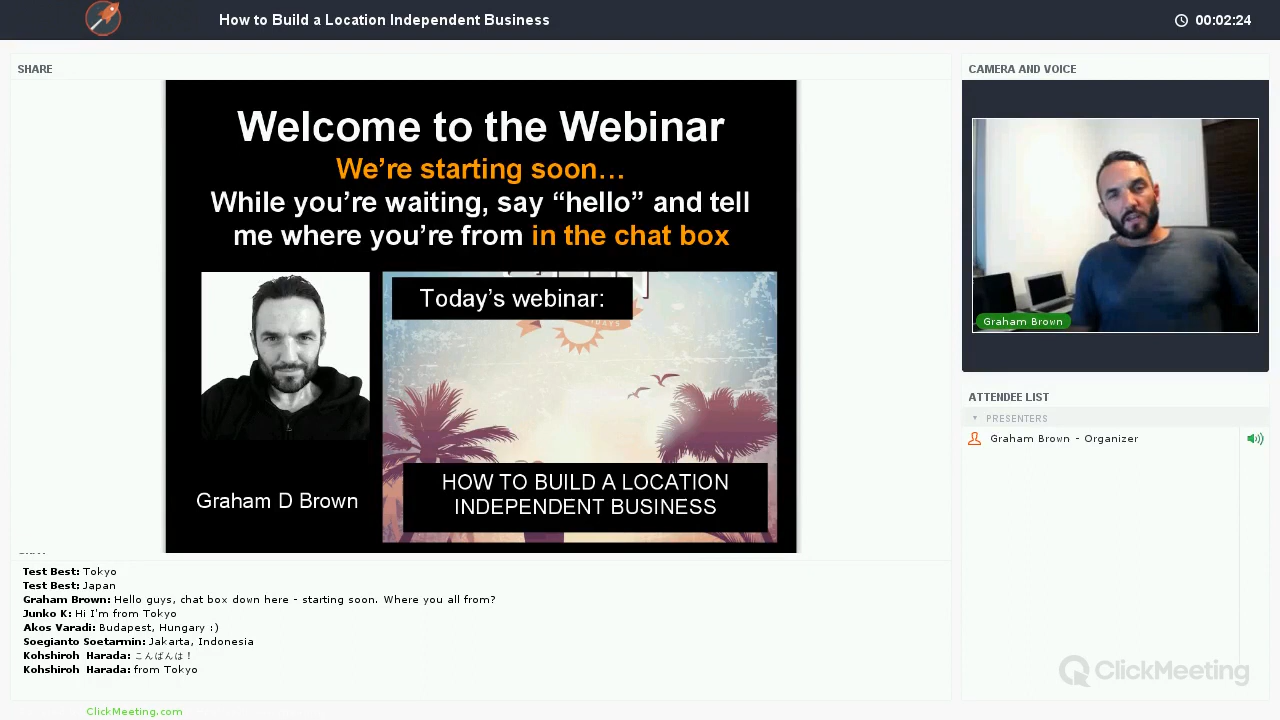 How to Build a Location Independent Business
00:02:24
SHARE
Welcome to the Webinar
We’re starting soon…
While you’re waiting, say “hello” and tell
me where you’re from in the chat box
Today’s webinar:
Graham D Brown
HOW TO BUILD A LOCATION
INDEPENDENT BUSINESS
Test Best: Tokyo
Test Best: Japan
Graham Brown: Hello guys, chat box down here - starting soon. Where you all from?
Junko K: Hi I'm from Tokyo
Akos Varadi: Budapest, Hungary :)
Soegianto Soetarmin: Jakarta, Indonesia
Kohshiroh Harada: こんばんは！
Kohshiroh Harada: from Tokyo
ClickMeeting.com
CAMERA AND VOICE
Graham Brown
ATTENDEE LIST
PRESENTERS
Graham Brown - Organizer
ClickMeeting